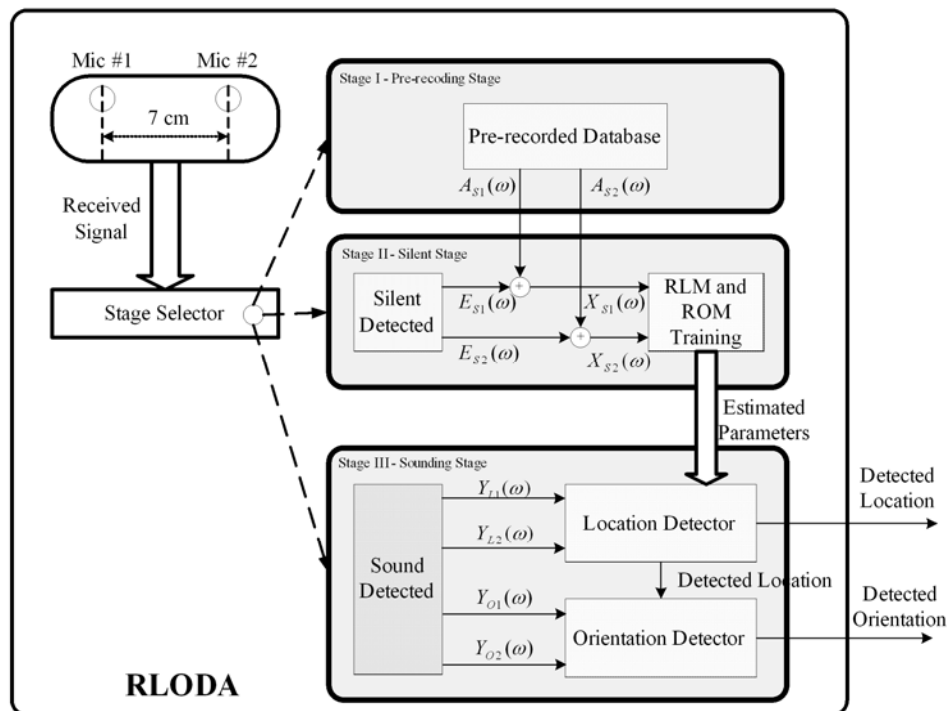 Mic #1
Mic #2
7 cm
Received
Signal
Stage Selector
Stage I - Pre-recoding Stage
Pre-recorded Database
A_{S1}(ω)
A_{S2}(ω)
Stage II - Silent Stage
Silent
Detected
E_{S1}(ω)
E_{S2}(ω)
+
+
X_{S1}(ω)
X_{S2}(ω)
RLM and
ROM
Training
Estimated
Parameters
Stage III - Sounding Stage
Sound
Detected
Y_{L1}(ω)
Y_{L2}(ω)
Y_{O1}(ω)
Y_{O2}(ω)
Location Detector
Detected Location
Orientation Detector
Detected
Location
Detected
Orientation
RLODA